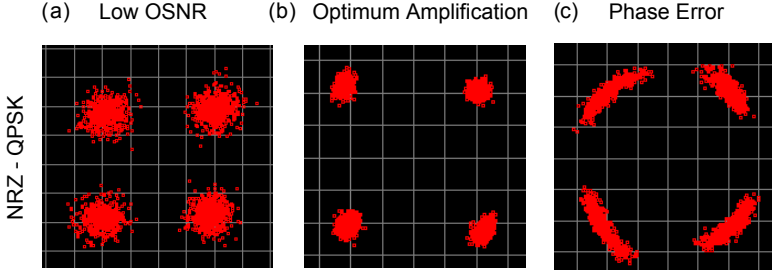 (a) Low OSNR
(b) Optimum Amplification
(c) Phase Error
NRZ - QPSK